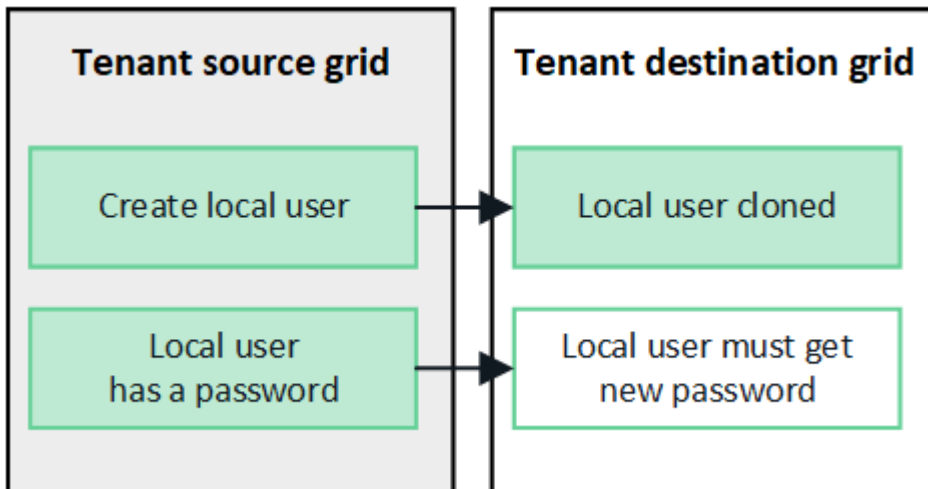 Tenant source grid
Tenant destination grid
Create local user
Local user cloned
Local user
has a password
Local user must get
new password